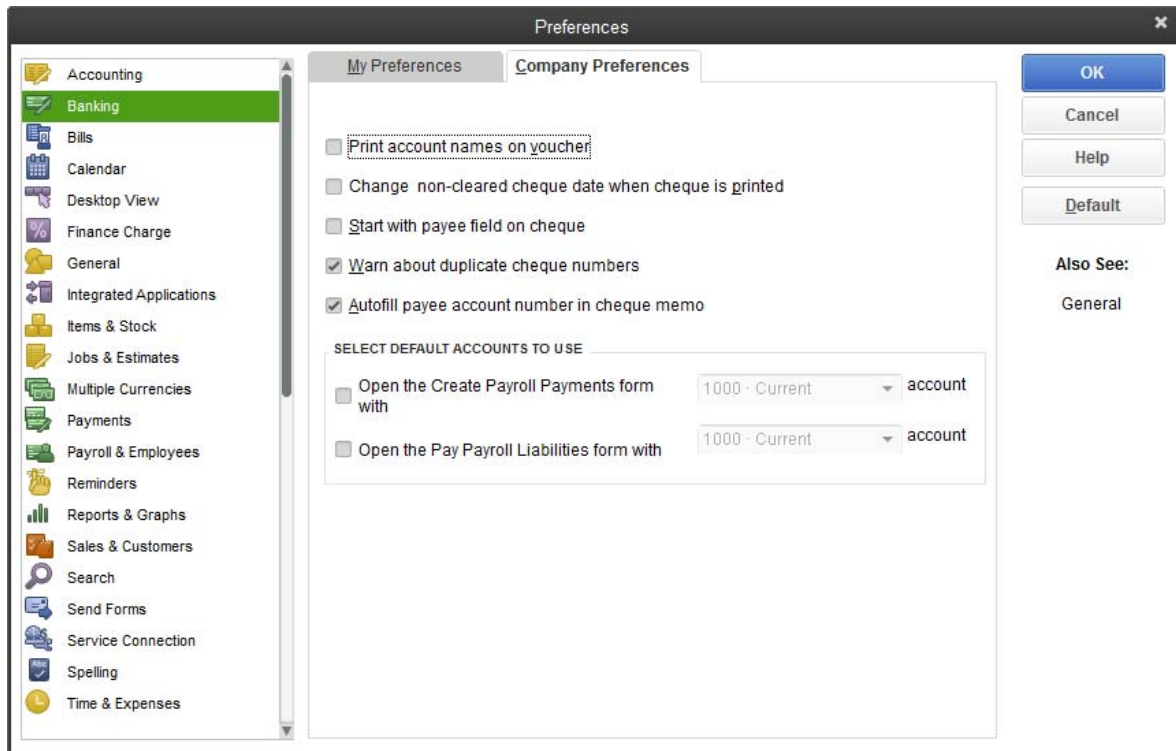 Preferences
Accounting
Banking
Bills
Calendar
Desktop View
Finance Charge
General
Integrated Applications
Items & Stock
Jobs & Estimates
Multiple Currencies
Payments
Payroll & Employees
Reminders
Reports & Graphs
Sales & Customers
Search
Send Forms
Service Connection
Abc
Spelling
Time & Expenses
My Preferences
Company Preferences
Print account names on voucher
Change non-cleared cheque date when cheque is printed
Start with payee field on cheque
Warn about duplicate cheque numbers
Autofill payee account number in cheque memo
SELECT DEFAULT ACCOUNTS TO USE
Open the Create Payroll Payments form
with
1000 · Current
account
Open the Pay Payroll Liabilities form with
1000 · Current
account
OK
Cancel
Help
Default
Also See:
General